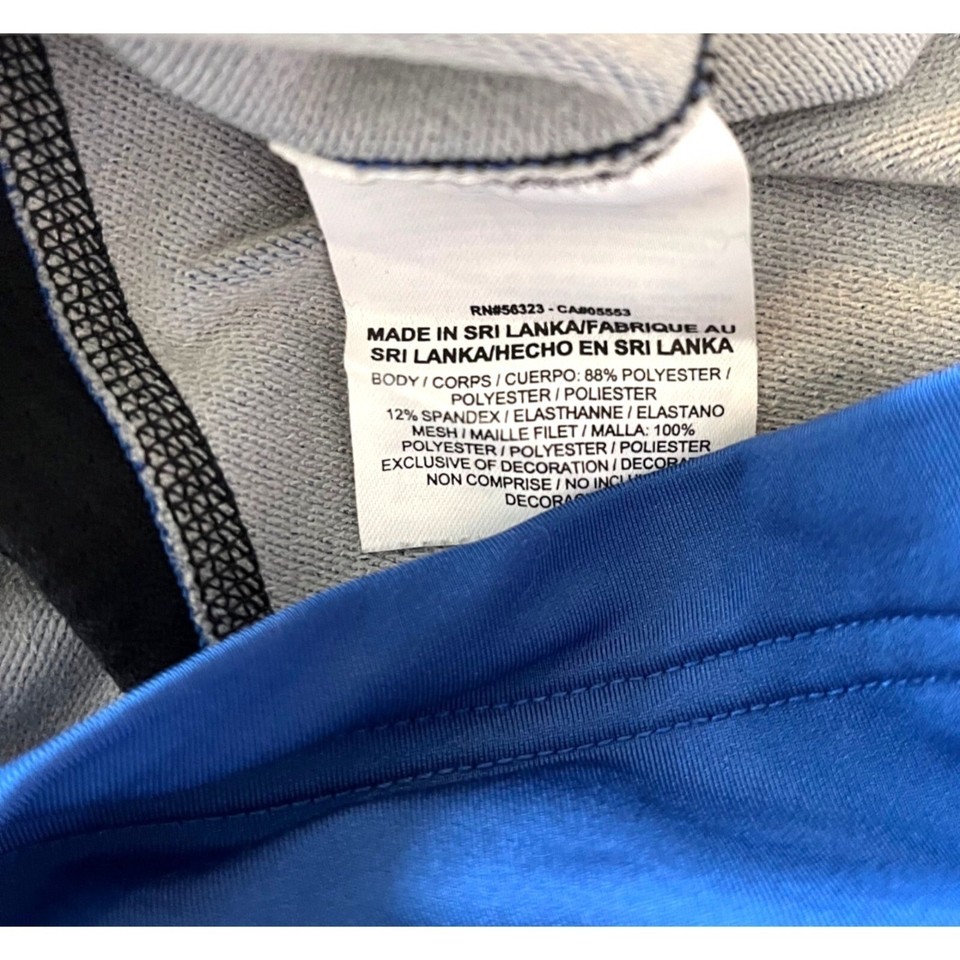 RN#56323 - CA#05553
MADE IN SRI LANKA/FABRIQUE AU
SRI LANKA/HECHO EN SRI LANKA
BODY / CORPS / CUERPO: 88% POLYESTER /
POLYESTER / POLIESTER
12% SPANDEX / ELASTHANNE / ELASTANO
MESH / MAILLE FILET / MALLA: 100%
POLYESTER / POLYESTER / POLIESTER
EXCLUSIVE OF DECORATION /
NON COMPRISE / NO